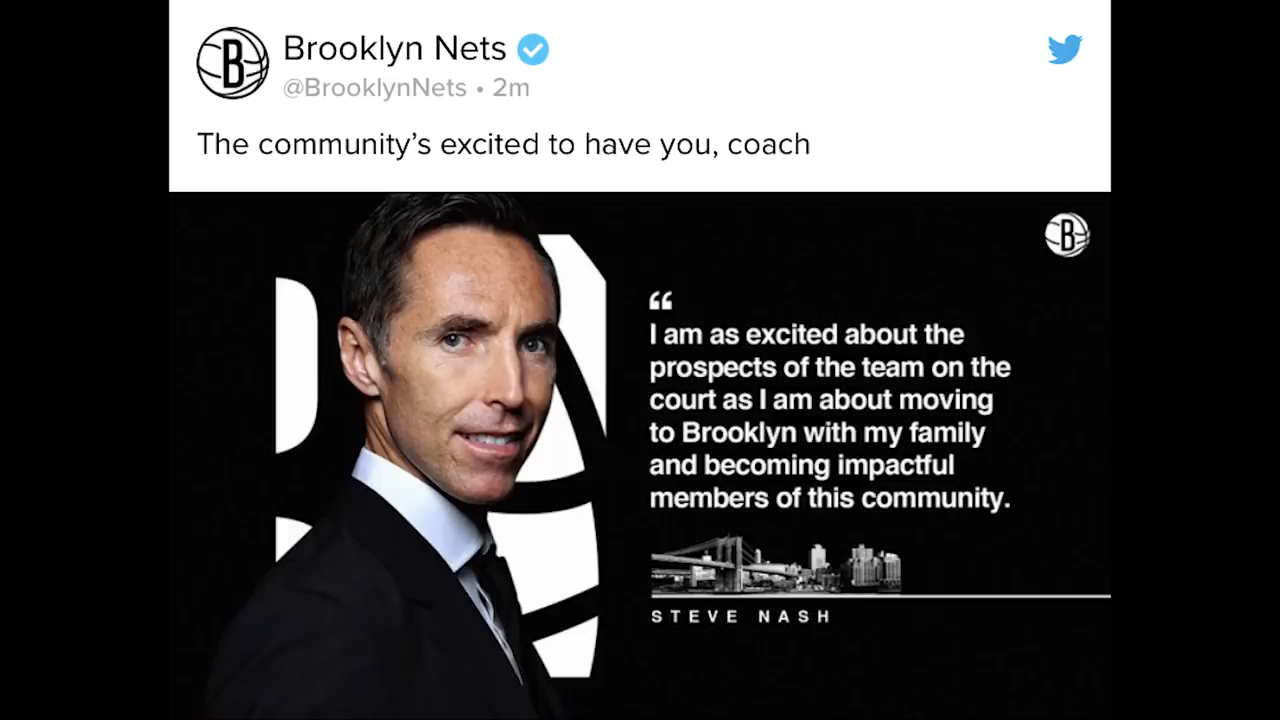 B
Brooklyn Nets
@BrooklynNets • 2m
The community’s excited to have you, coach
B
“
I am as excited about the
prospects of the team on the
court as I am about moving
to Brooklyn with my family
and becoming impactful
members of this community.
STEVE NASH